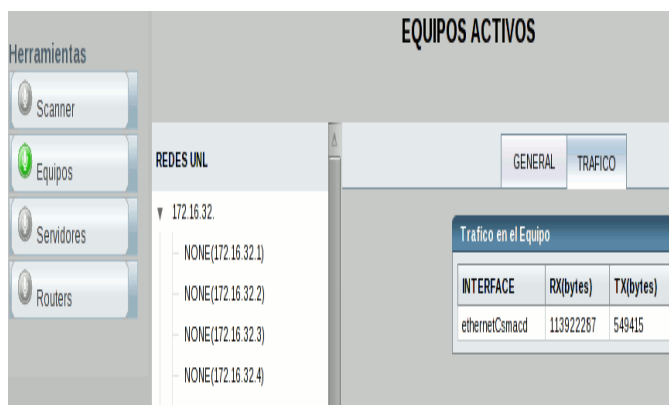 EQUIPOS ACTIVOS
Herramientas
Scanner
Equipos
Servidores
Routers
REDES UNL
172.16.32.
NONE(172.16.32.1)
NONE(172.16.32.2)
NONE(172.16.32.3)
NONE(172.16.32.4)
GENERAL TRAFICO
Trafico en el Equipo
INTERFACE RX(bytes) TX(bytes)
ethernetCsmacd 113922287 549415